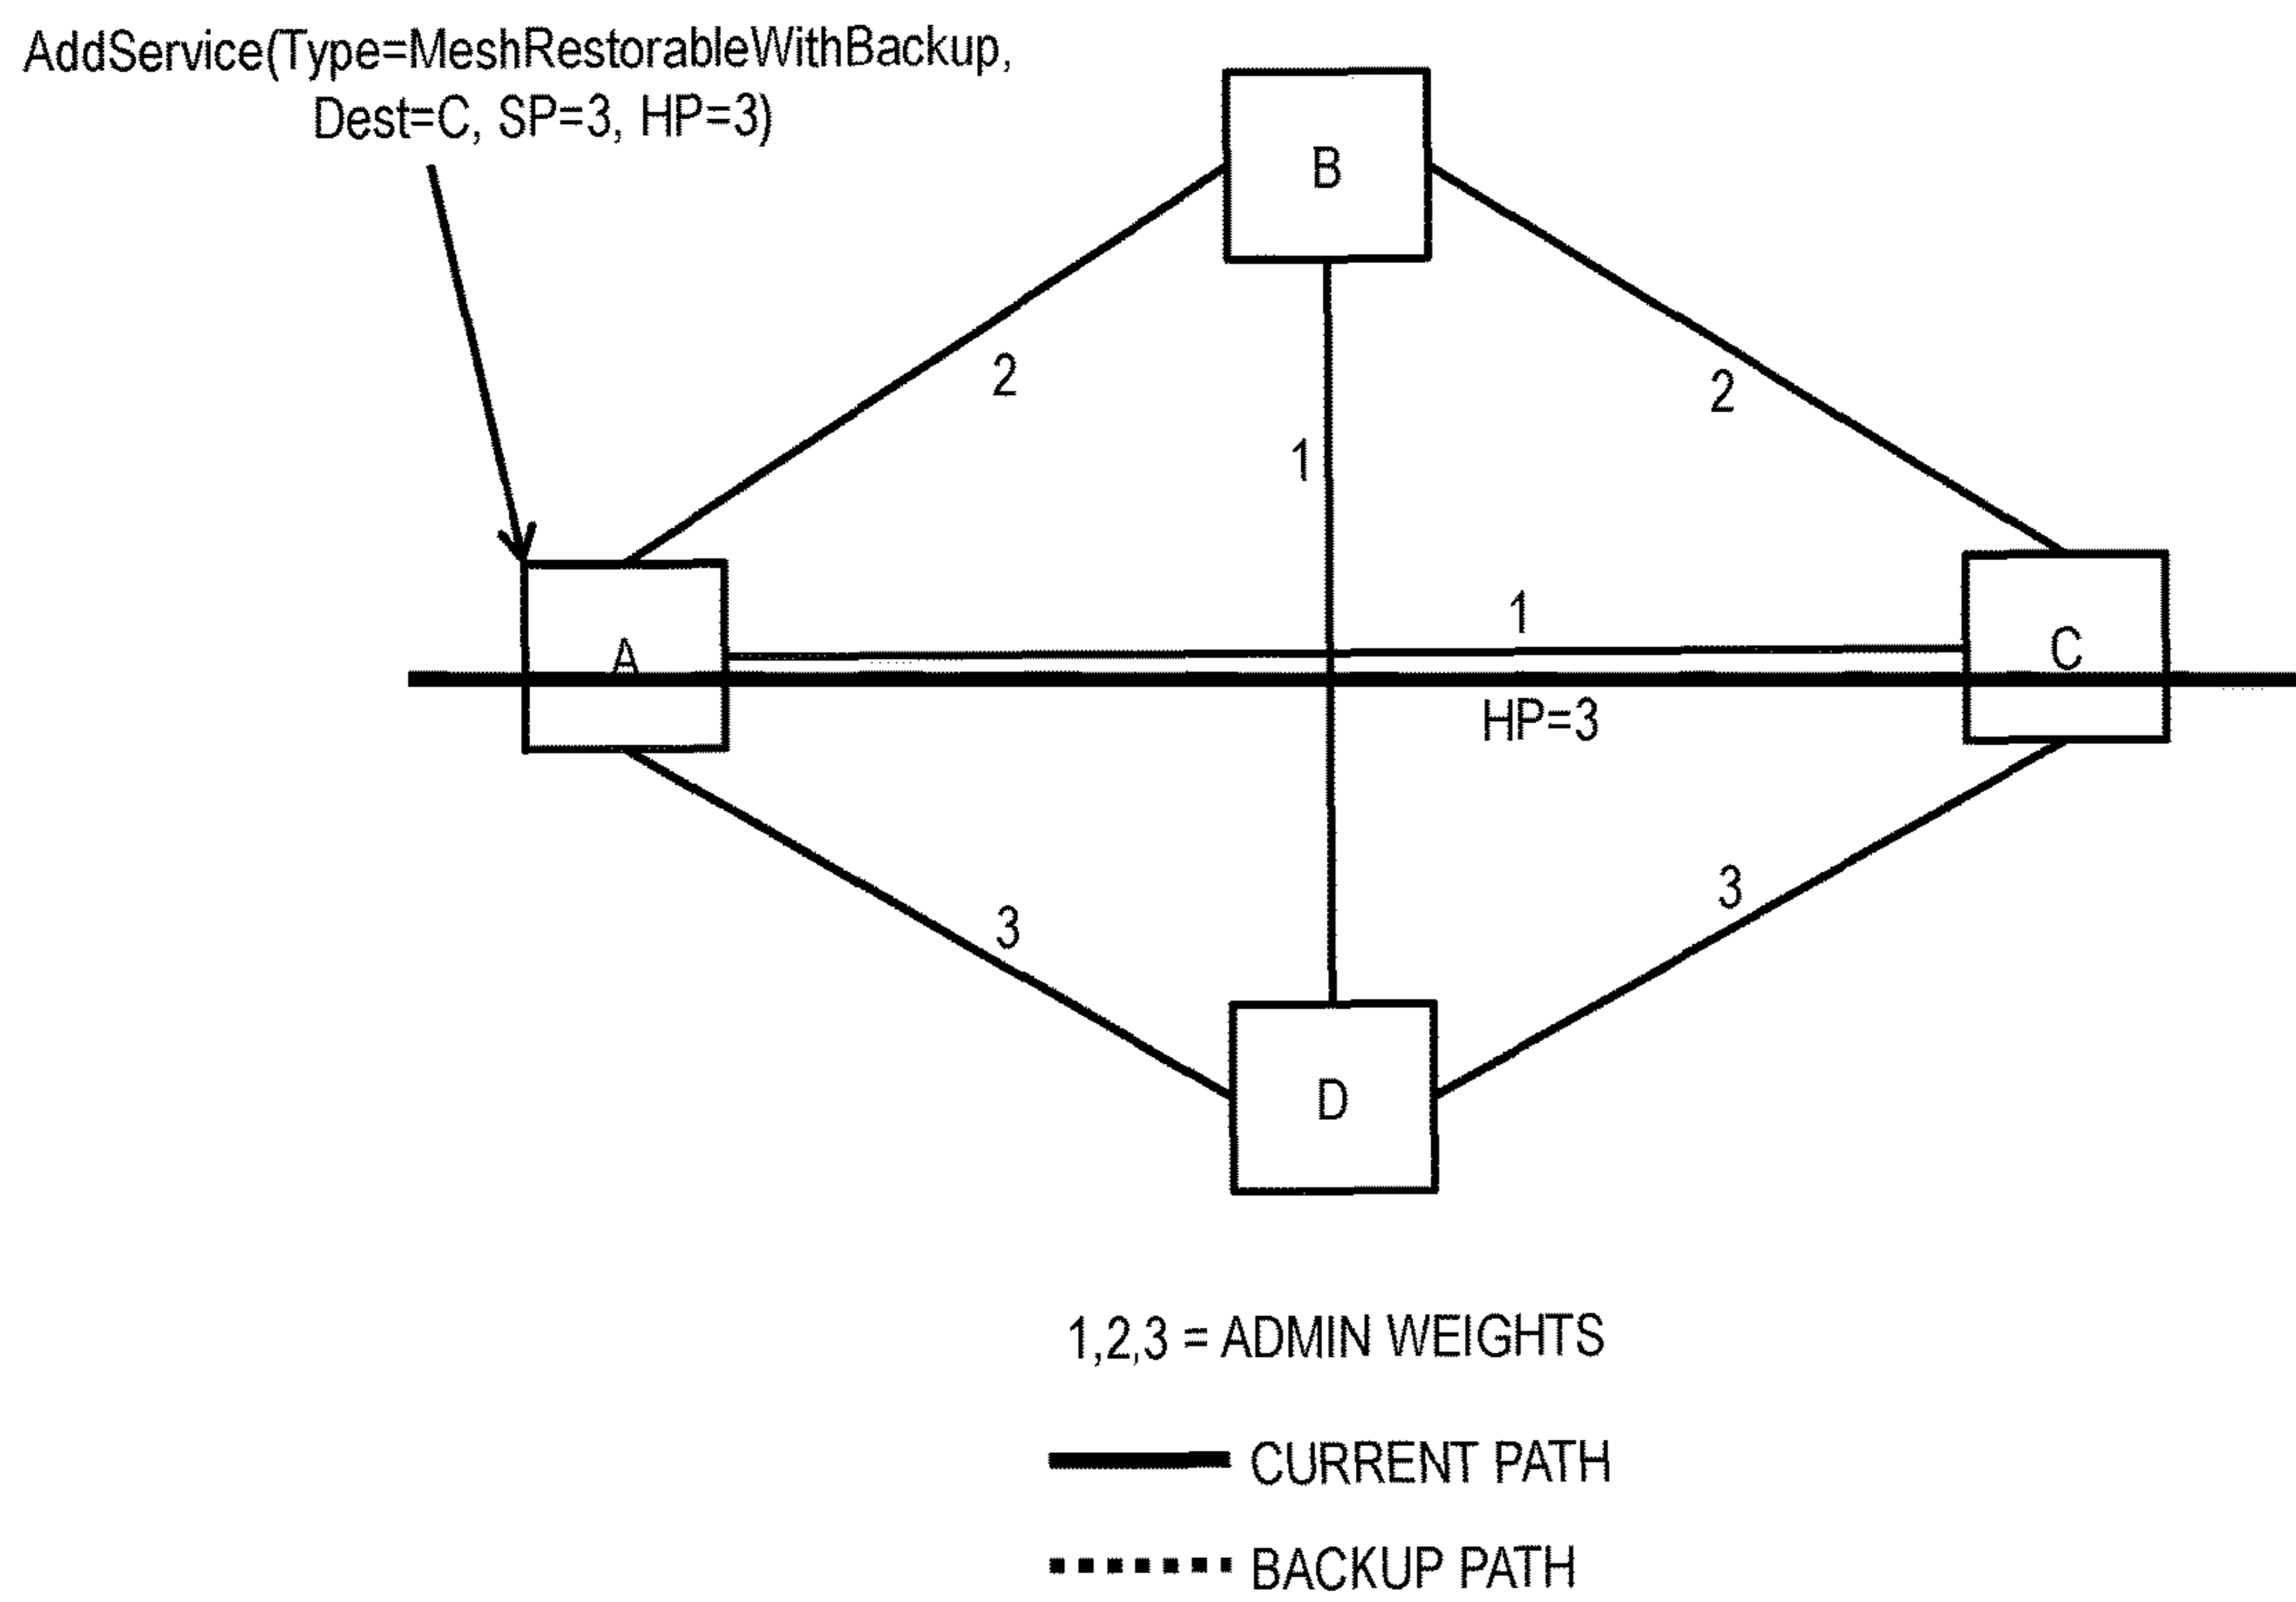 AddService(Type=MeshRestorableWithBackup,
Dest=C, SP=3, HP=3)
B
2
2
1
1
A
C
HP=3
3
3
D
1,2,3 = ADMIN WEIGHTS
CURRENT PATH
BACKUP PATH